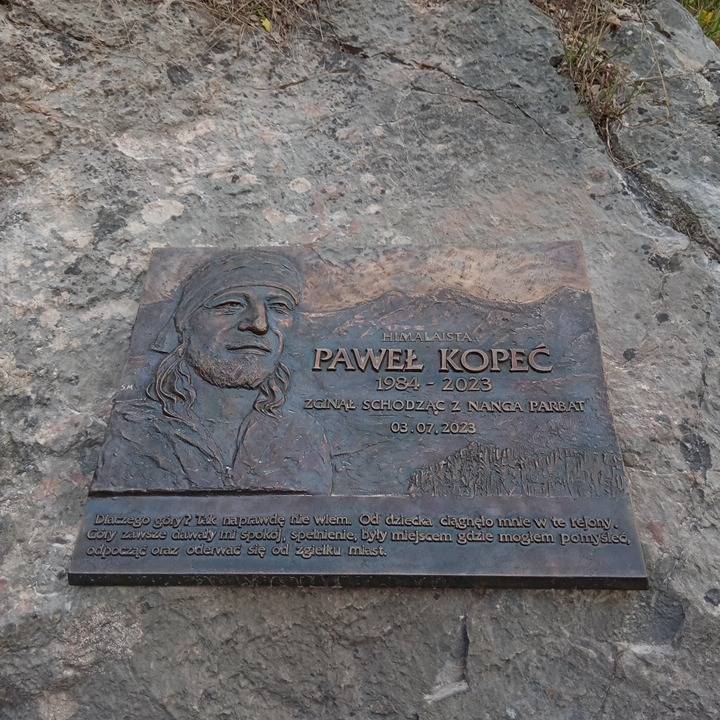 HIMALAISTA
PAWEŁ KOPEĆ
1984 - 2023
ZGINĄŁ SCHODZĄC Z NANGA PARBAT
03.07.2023
SM
Dlaczego góry? Tak naprawdę nie wiem. Od dziecka ciągnęło mnie w te rejony.
Góry zawsze dawały mi spokój, spełnienie, były miejscem gdzie mogłem pomyśleć,
odpocząć oraz oderwać się od zgiełku miast.